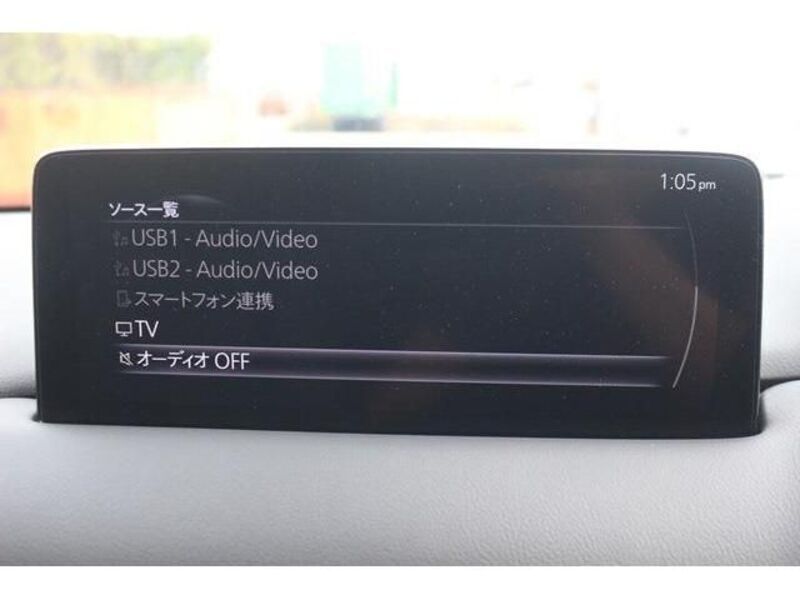 1:05pm
ソース一覧
USB1 - Audio/Video
USB2 - Audio/Video
スマートフォン連携
TV
オーディオ OFF